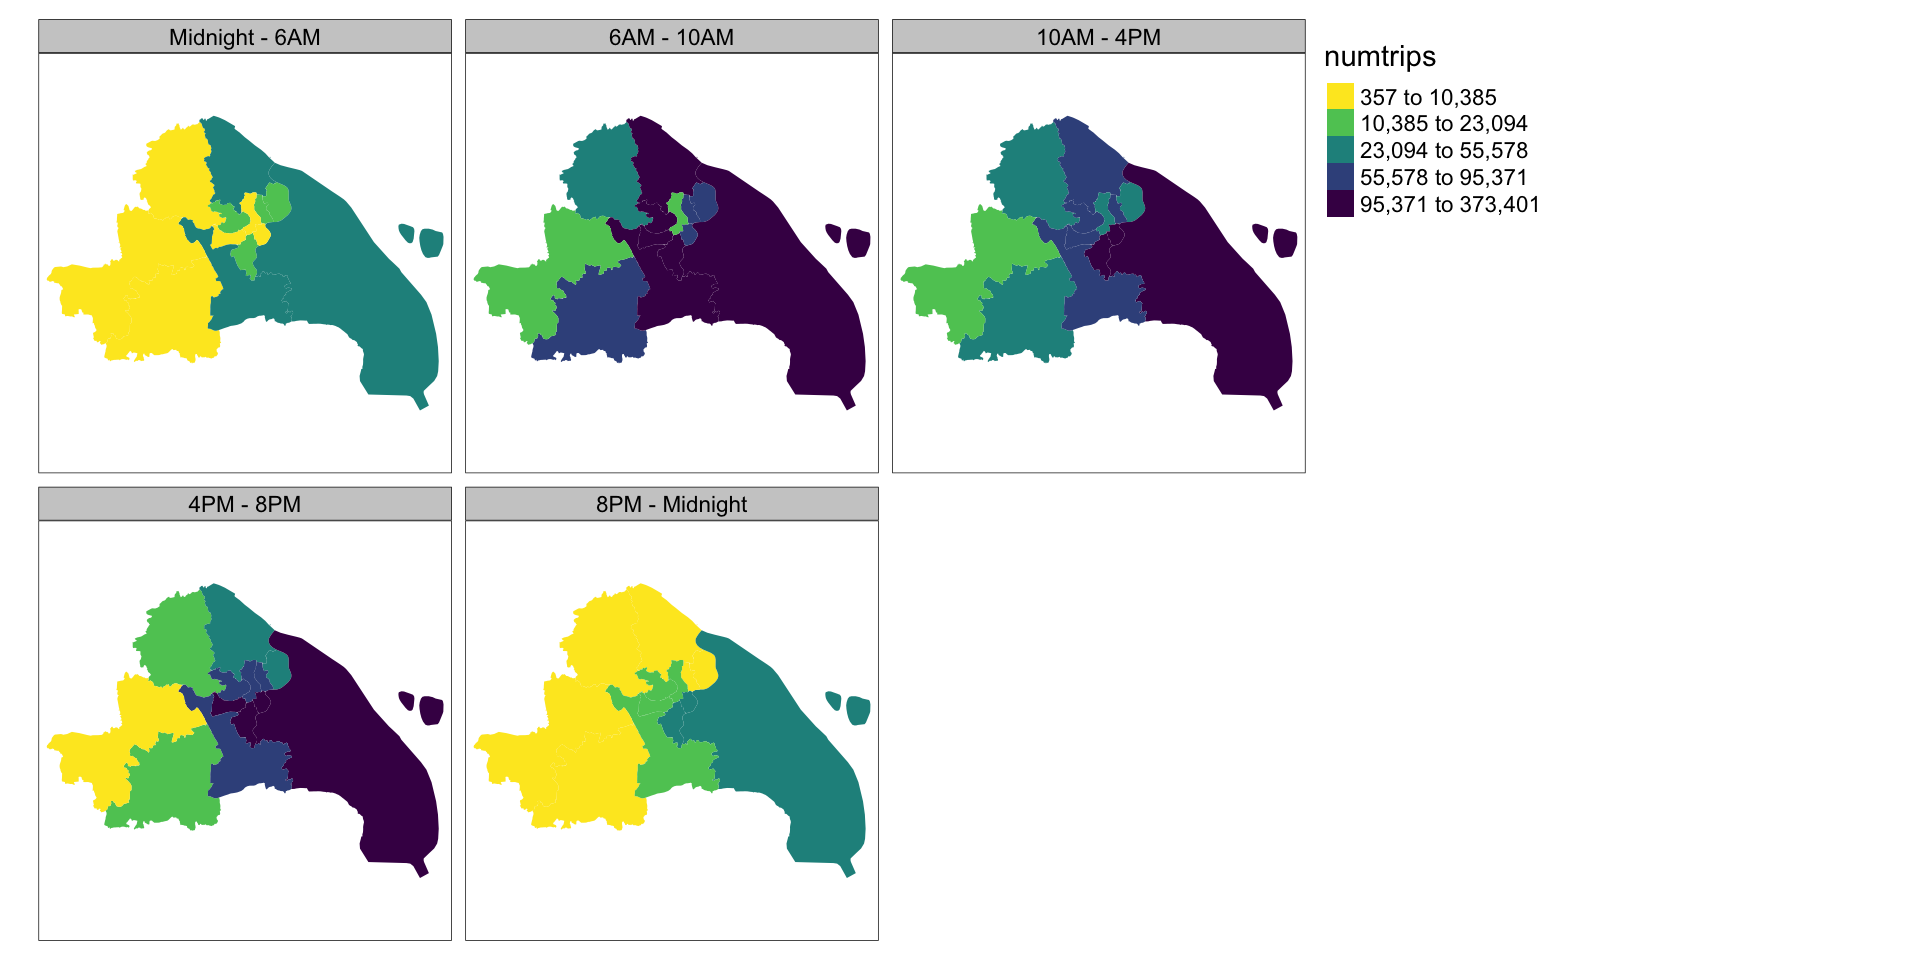 Midnight - 6AM
6AM - 10AM
10AM - 4PM
numtrips
357 to 10,385
10,385 to 23,094
23,094 to 55,578
55,578 to 95,371
95,371 to 373,401
4PM - 8PM
8PM - Midnight